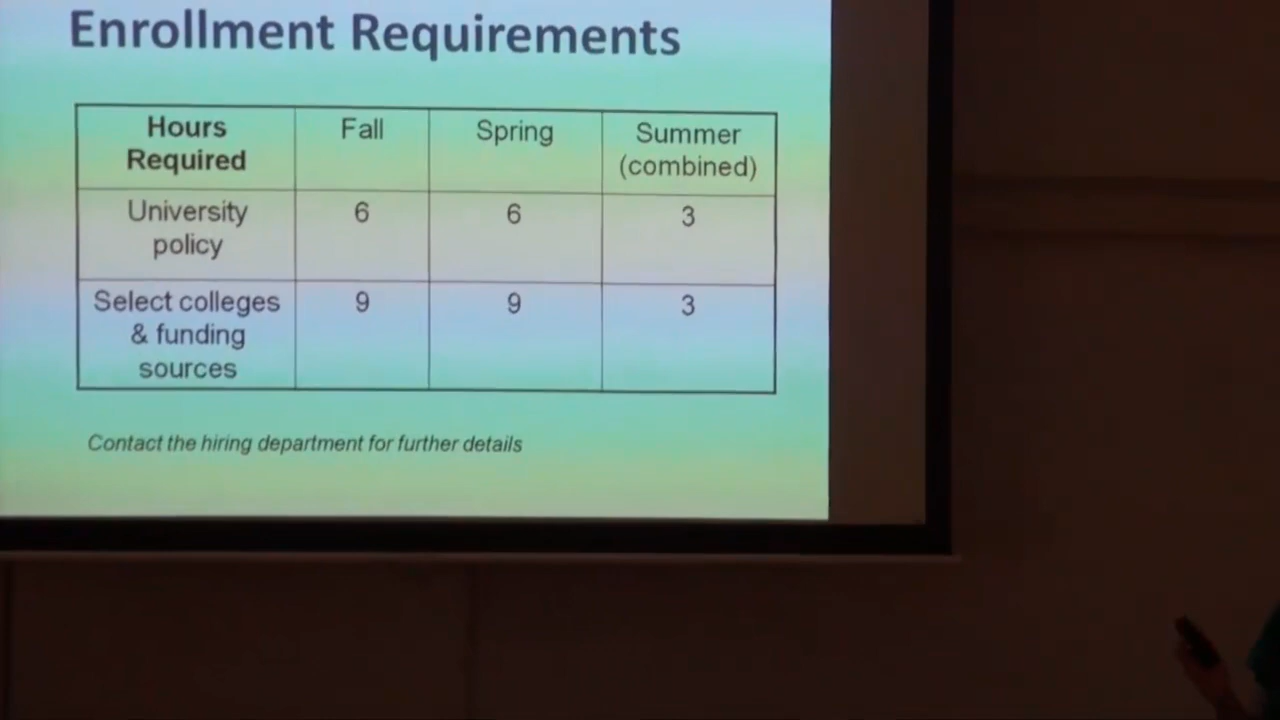 Enrollment Requirements
Hours Required Fall Spring Summer (combined)
University policy 6 6 3
Select colleges & funding sources 9 9 3
Contact the hiring department for further details